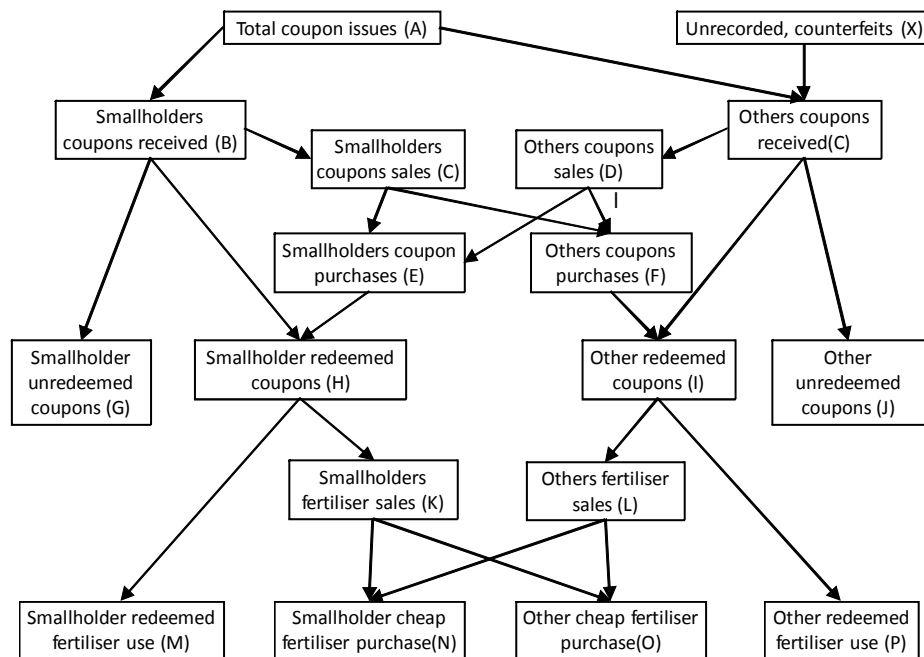 Total coupon issues (A)
Unrecorded, counterfeits (X)
Smallholders
coupons received (B)
Others coupons
received(C)
Smallholders
coupons sales (C)
Others coupons
sales (D)
Smallholders coupon
purchases (E)
Others coupons
purchases (F)
Smallholder
unredeemed
coupons (G)
Smallholder redeemed
coupons (H)
Other redeemed
coupons (I)
Other
unredeemed
coupons (J)
Smallholders
fertiliser sales (K)
Others fertiliser
sales (L)
Smallholder redeemed
fertiliser use (M)
Smallholder cheap
fertiliser purchase(N)
Other cheap fertiliser
purchase(O)
Other redeemed
fertiliser use (P)